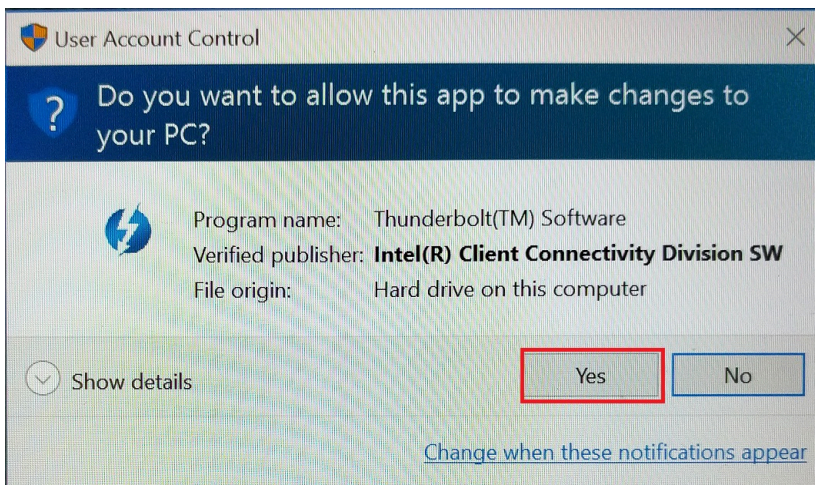 User Account Control
Do you want to allow this app to make changes to
your PC?
Program name: Thunderbolt(TM) Software
Verified publisher: Intel(R) Client Connectivity Division SW
File origin: Hard drive on this computer
Show details
Yes
No
Change when these notifications appear